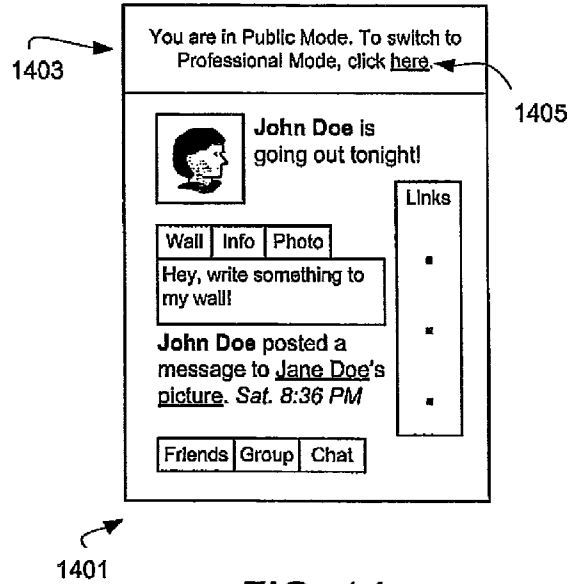 You are in Public Mode. To switch to
Professional Mode, click here.
1403
1405
John Doe is
going out tonight!
Links
Wall Info Photo
Hey, write something to
my wall!
John Doe posted a
message to Jane Doe's
picture. Sat. 8:36 PM
Friends Group Chat
1401